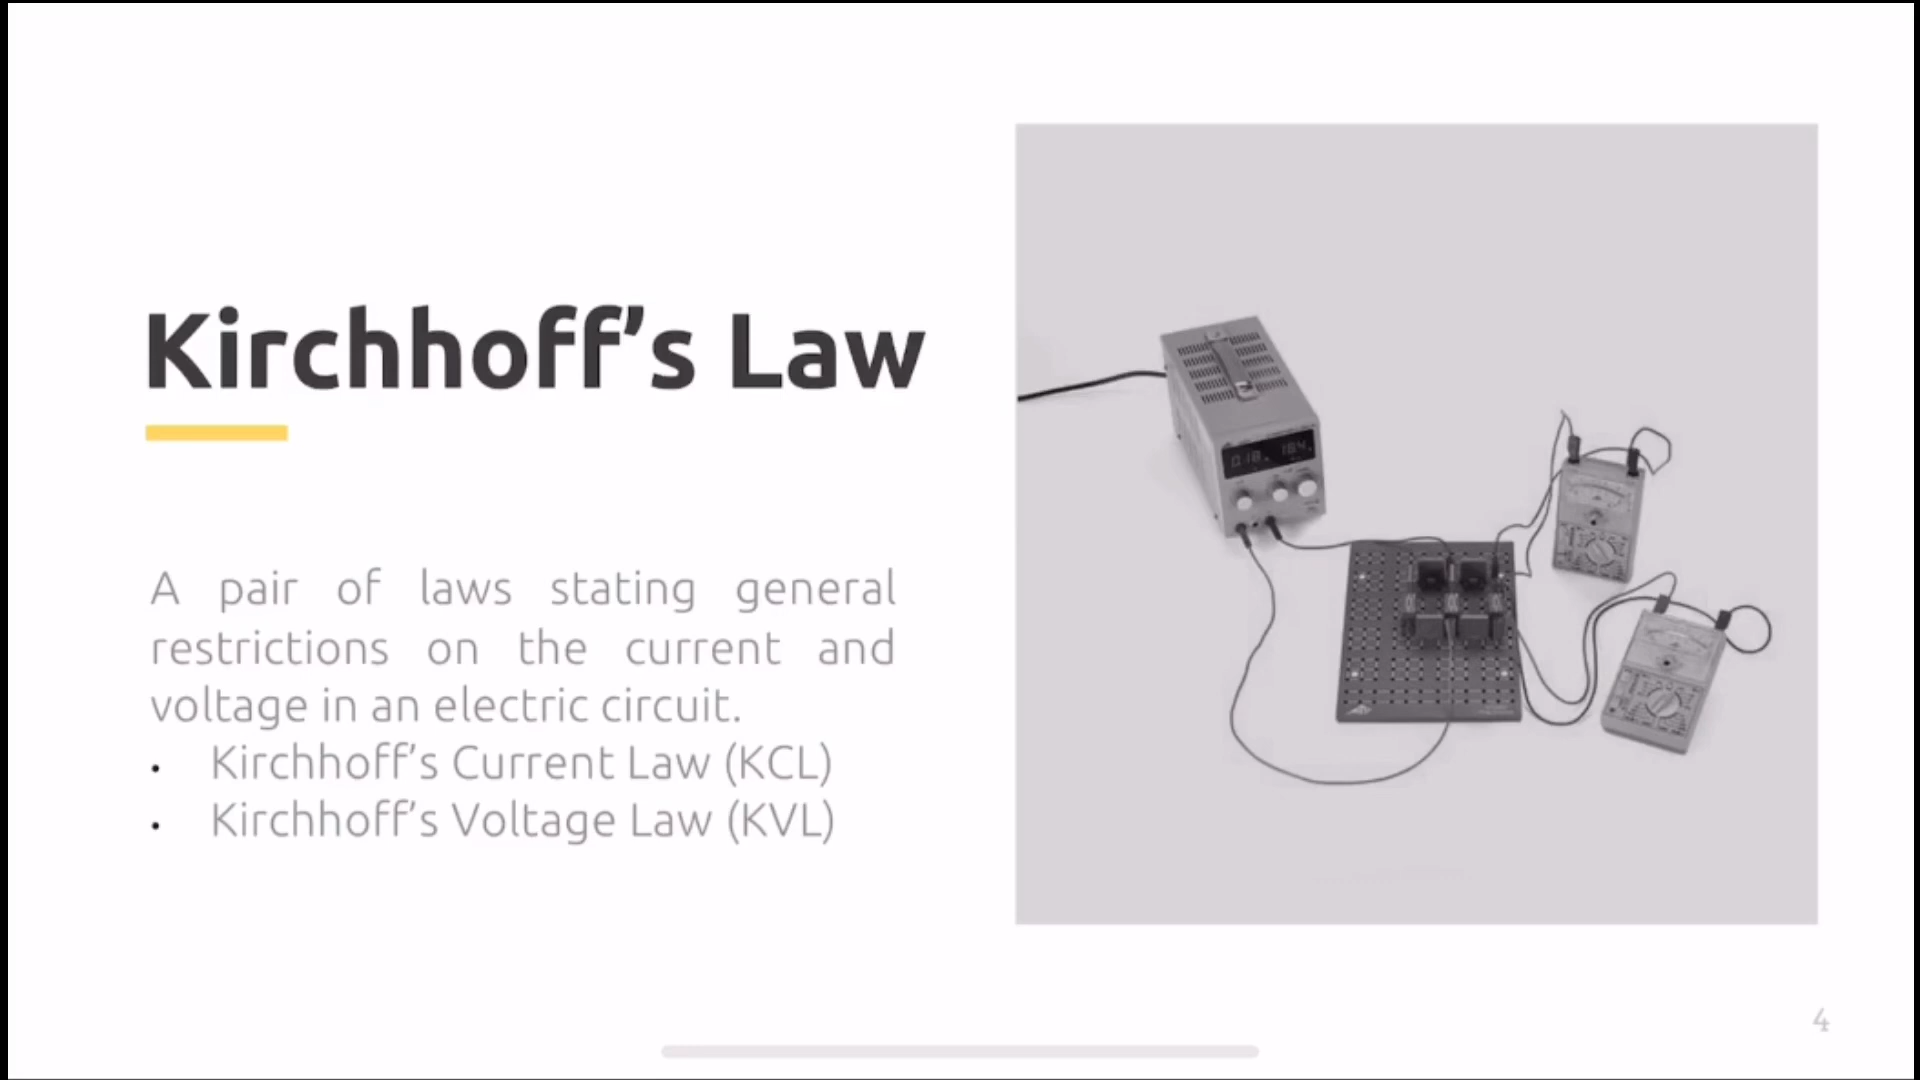 Kirchhoff's Law
A pair of laws stating general
restrictions on the current and
voltage in an electric circuit.
• Kirchhoff's Current Law (KCL)
• Kirchhoff's Voltage Law (KVL)
4